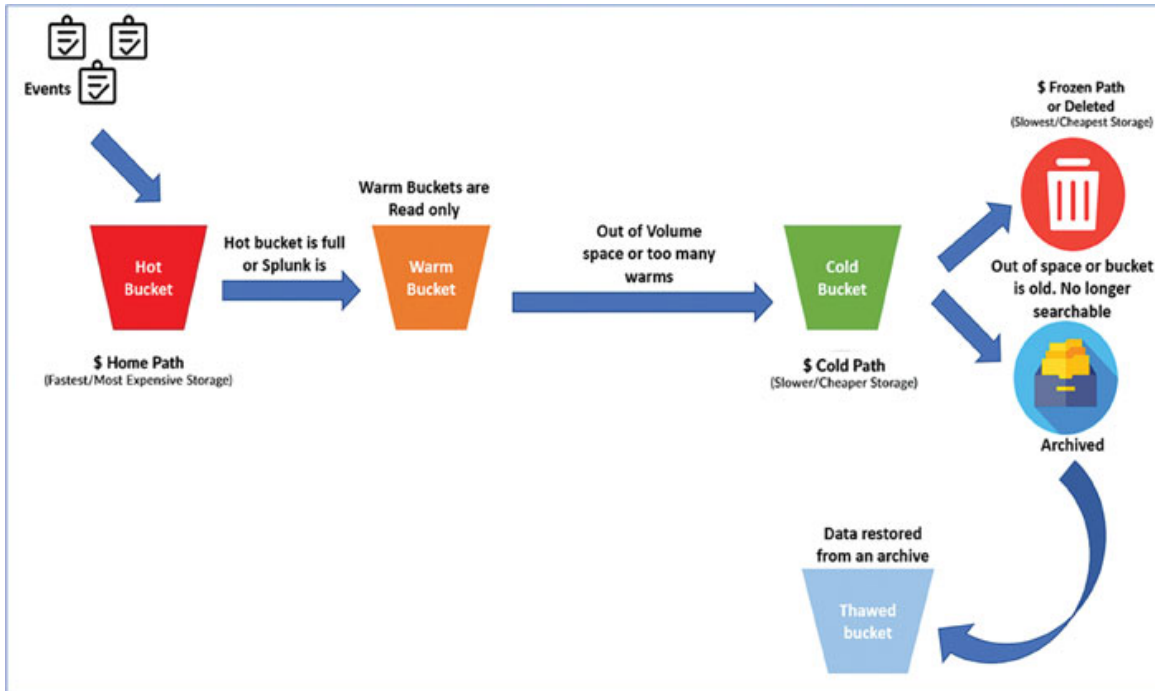 Events
Hot
Bucket
$ Home Path
(Fastest/Most Expensive Storage)
Hot bucket is full
or Splunk is
Warm Buckets are
Read only
Warm
Bucket
Out of Volume
space or too many
warms
Cold
Bucket
$ Cold Path
(Slower/Cheaper Storage)
$ Frozen Path
or Deleted
(Slowest/Cheapest Storage)
Out of space or bucket
is old. No longer
searchable
Archived
Data restored
from an archive
Thawed
bucket